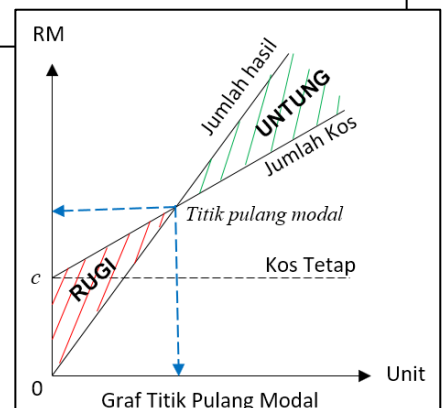 RM
Jumlah hasil
UNTUNG
Jumlah Kos
Titik pulang modal
c
RUGI
Kos Tetap
0
Unit
Graf Titik Pulang Modal